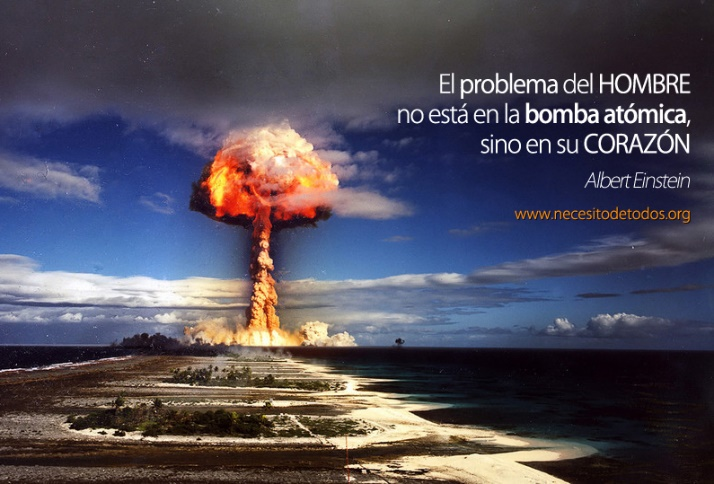 El problema del HOMBRE
no está en la bomba atómica,
sino en su CORAZÓN
Albert Einstein
www.necesitodetodos.org